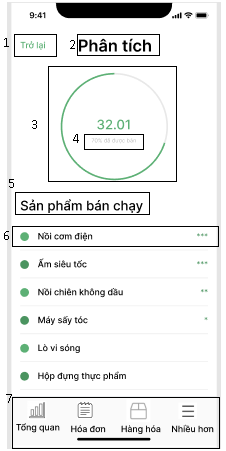 9:41
1 Trở lại
2 Phân tích
3
32.01
4 70% đã được bán
5
Sản phẩm bán chạy
6 Nồi cơm điện ***
Ấm siêu tốc ***
Nồi chiên không dầu **
Máy sấy tóc *
Lò vi sóng
Hộp đựng thực phẩm
7
Tổng quan Hóa đơn Hàng hóa Nhiều hơn